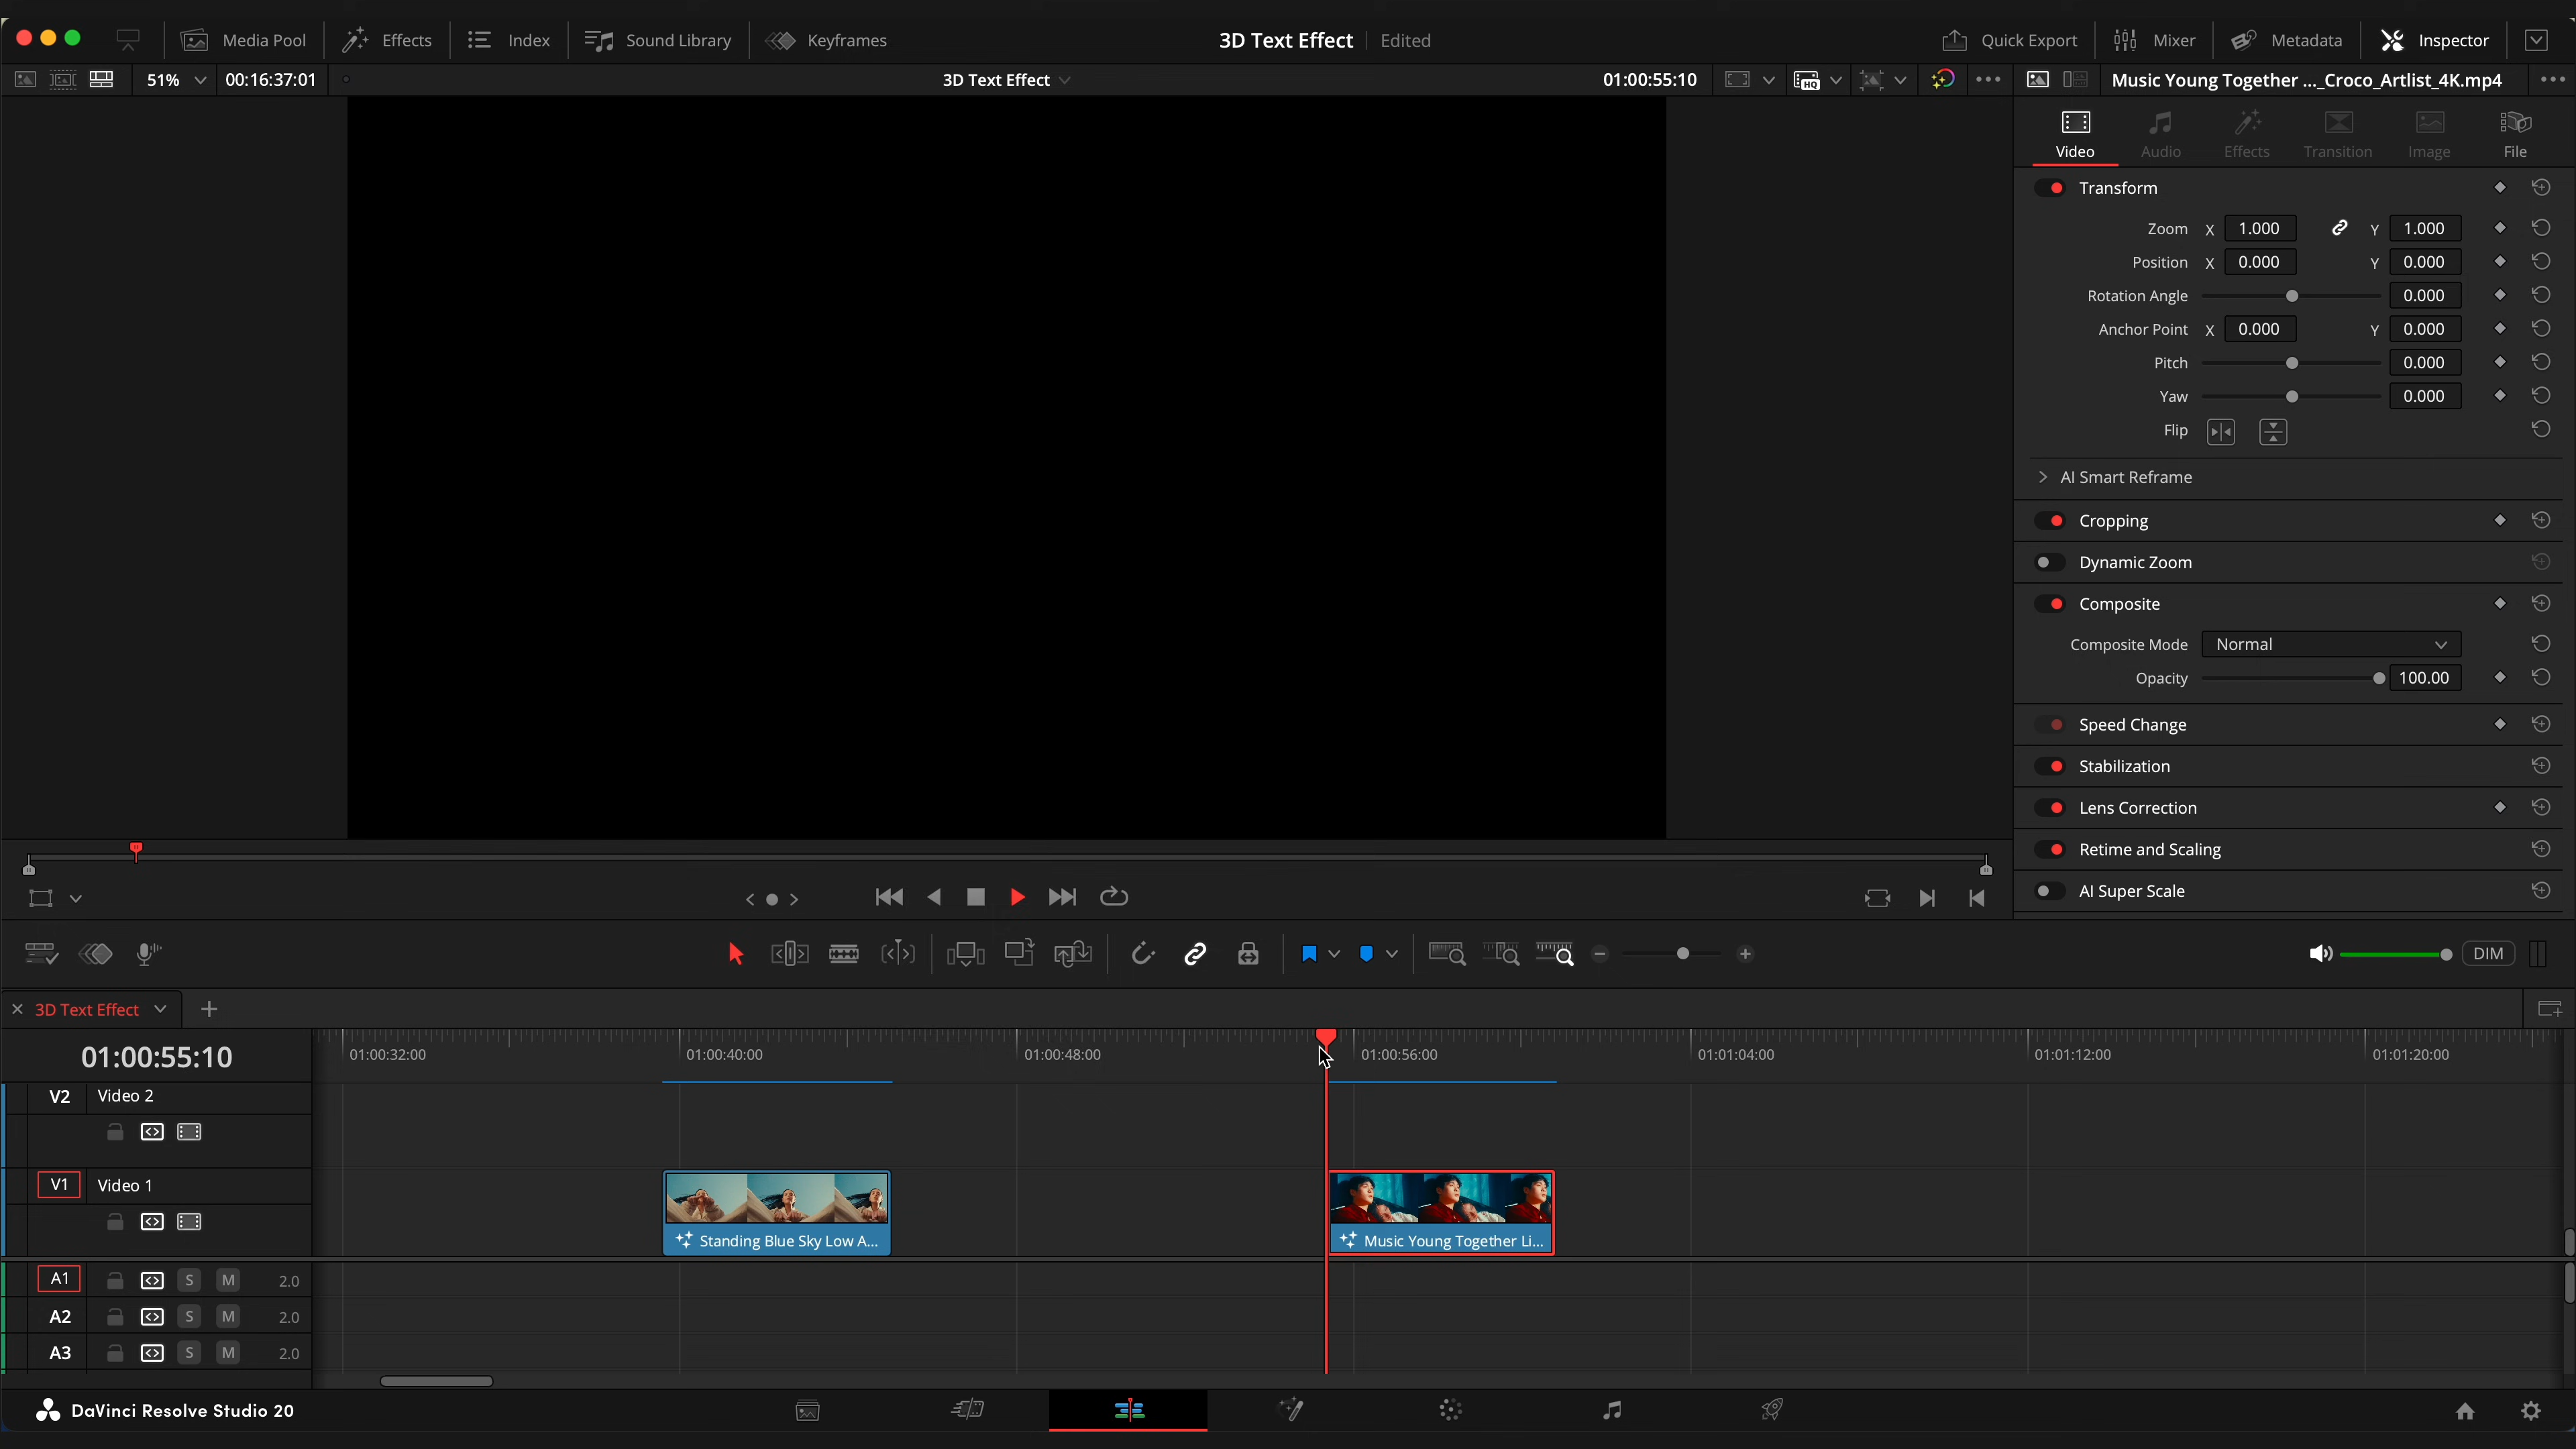 Media Pool Effects Index Sound Library Keyframes 3D Text Effect Edited Quick Export Mixer Metadata Inspector
51% 00:16:37:01 3D Text Effect 01:00:55:10 HQ Music Young Together ..._Croco_Artlist_4K.mp4
Video Audio Effects Transition Image File
Transform
Zoom X 1.000 Y 1.000
Position X 0.000 Y 0.000
Rotation Angle 0.000
Anchor Point X 0.000 Y 0.000
Pitch 0.000
Yaw 0.000
Flip
AI Smart Reframe
Cropping
Dynamic Zoom
Composite
Composite Mode Normal
Opacity 100.00
Speed Change
Stabilization
Lens Correction
Retime and Scaling
AI Super Scale
DIM
3D Text Effect
01:00:55:10
01:00:32:00 01:00:40:00 01:00:48:00 01:00:56:00 01:01:04:00 01:01:12:00 01:01:20:00
V2 Video 2
V1 Video 1
Standing Blue Sky Low A... Music Young Together Li...
A1 S M 2.0
A2 S M 2.0
A3 S M 2.0
DaVinci Resolve Studio 20